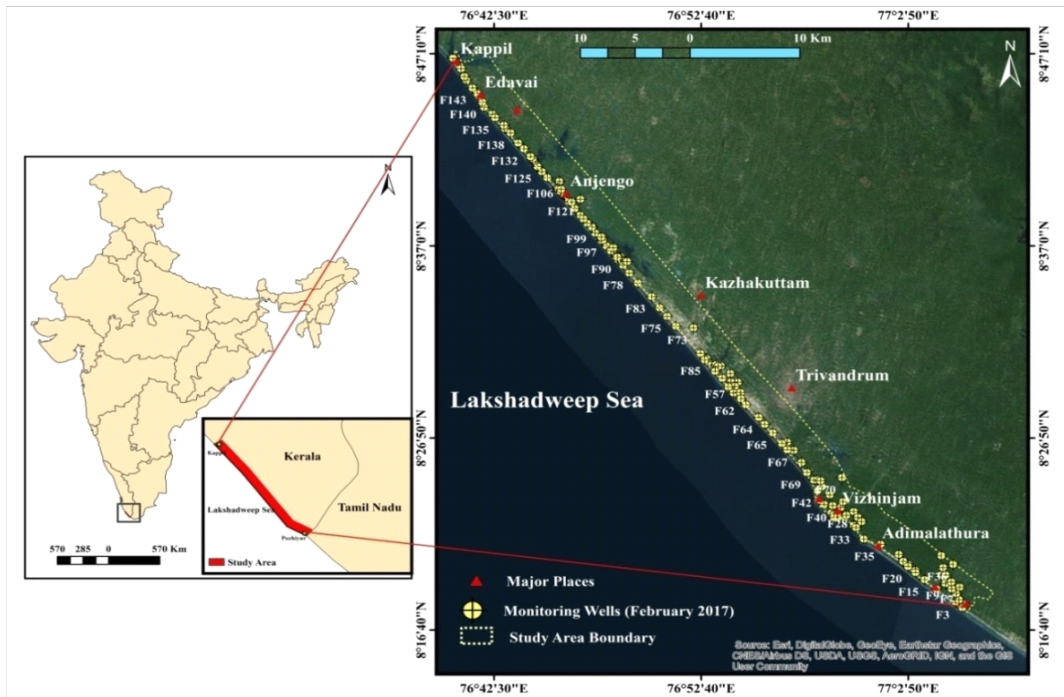 76°42'30"E
76°52'40"E
77°2'50"E
10 5 0 10 Km
N
8°47'10"N
8°47'10"N
Kappil
Edavai
F143
F140
F135
F138
F132
F125
F106
Anjengo
F121
8°37'0"N
8°37'0"N
F99
F97
F90
F78
Kazhakuttam
F83
F75
F73
F85
Trivandrum
F57
F62
Lakshadweep Sea
F64
8°26'50"N
8°26'50"N
F65
F67
F69
F70
F42
Vizhinjam
F40
F28
F33
Adimalathura
F35
F20
F15
F9
F3
8°16'40"N
8°16'40"N
Major Places
Monitoring Wells (February 2017)
Study Area Boundary
Source: Esri, DigitalGlobe, GeoEye, Earthstar Geographics,
CNES/Airbus DS, USDA, USGS, AeroGRID, IGN, and the GIS
User Community
76°42'30"E
76°52'40"E
77°2'50"E
N
570 285 0 570 Km
Kerala
Lakshadweep Sea
Tamil Nadu
Study Area